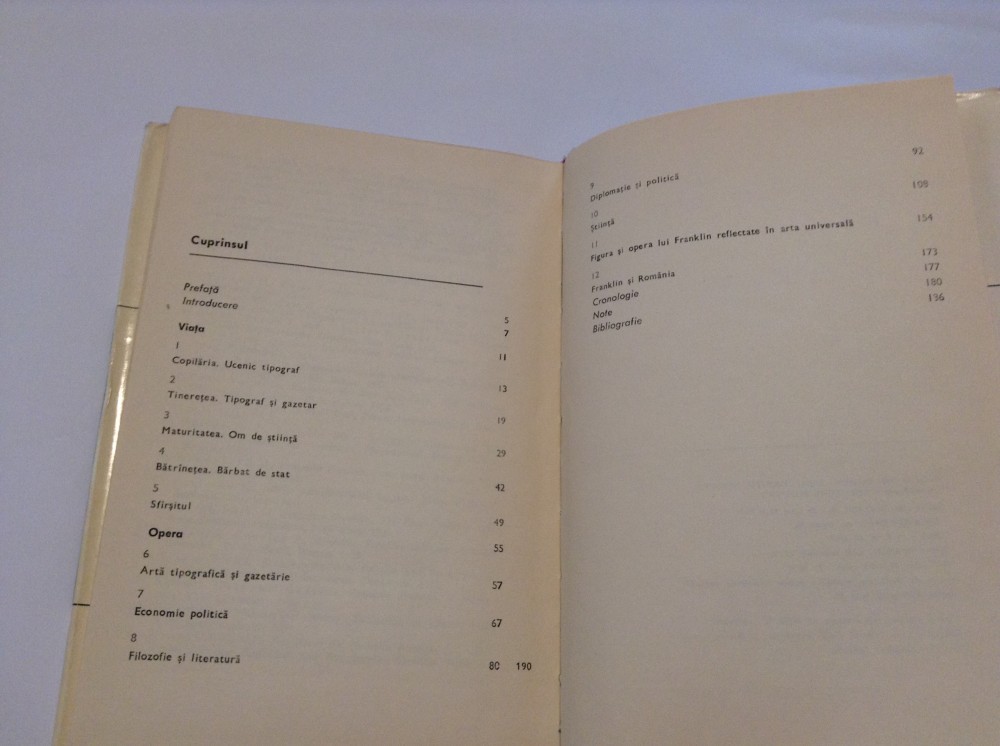 Cuprinsul
Prefață 5
Introducere 7
Viața 11
1
Copilăria. Ucenic tipograf 13
2
Tinerețea. Tipograf și gazetar 19
3
Maturitatea. Om de știință 29
4
Bătrînețea. Bărbat de stat 42
5
Sfîrșitul 49
Opera 55
6
Artă tipografică și gazetărie 57
7
Economie politică 67
8
Filozofie și literatură 80
190
9
Diplomație și politică 92
10
Știință 108
11
Figura și opera lui Franklin reflectate în arta universală 154
12
Franklin și România 173
Cronologie 177
Note 180
Bibliografie 186